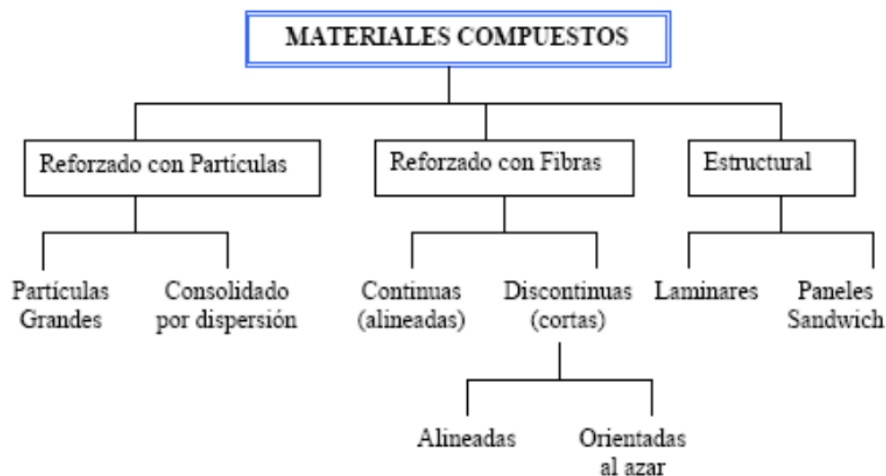 MATERIALES COMPUESTOS
Reforzado con Partículas
Reforzado con Fibras
Estructural
Partículas
Grandes
Consolidado
por dispersión
Continuas
(alineadas)
Discontinuas
(cortas)
Laminares
Paneles
Sandwich
Alineadas
Orientadas
al azar